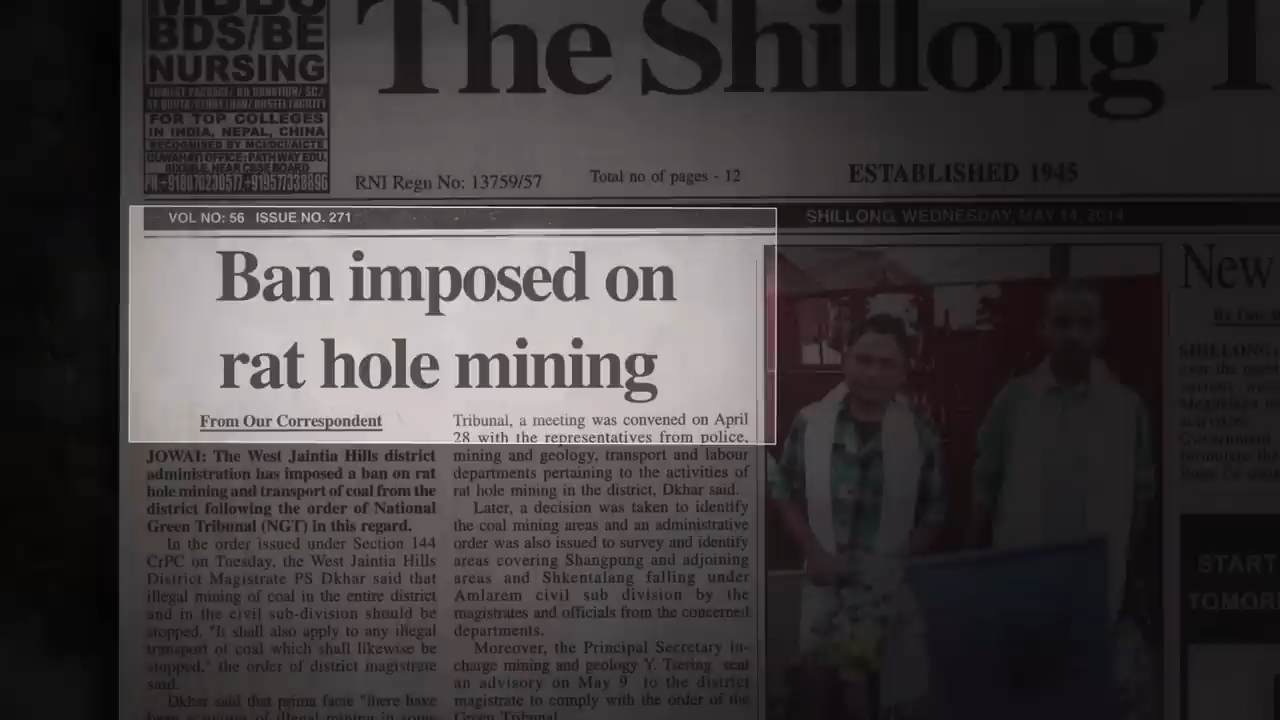 BDS/BE
NURSING
FOR TOP COLLEGES
IN INDIA, NEPAL, CHINA
RECOGNISED BY MCI/DCI/AICTE
The Shillong T
RNI Regn No: 13759/57
Total no of pages - 12
ESTABLISHED 1945
VOL NO: 56 ISSUE NO. 271
SHILLONG, WEDNESDAY, MAY 14, 2014
Ban imposed on
rat hole mining
From Our Correspondent
JOWAI: The West Jaintia Hills district
administration has imposed a ban on rat
hole mining and transport of coal from the
district following the order of National
Green Tribunal (NGT) in this regard.
In the order issued under Section 144
CrPC on Tuesday, the West Jaintia Hills
District Magistrate PS Dkhar said that
illegal mining of coal in the entire district
and in the civil sub-division should be
stopped. "It shall also apply to any illegal
transport of coal which shall likewise be
stopped," the order of district magistrate
said.
Dkhar said that prima facie "there have
Tribunal, a meeting was convened on April
28 with the representatives from police,
mining and geology, transport and labour
departments pertaining to the activities of
rat hole mining in the district, Dkhar said.
Later, a decision was taken to identify
the coal mining areas and an administrative
order was also issued to survey and identify
areas covering Shangpung and adjoining
areas and Shkentalang falling under
Amlarem civil sub division by the
magistrates and officials from the concerned
departments.
Moreover, the Principal Secretary in-
charge mining and geology Y. Tsering sent
an advisory on May 9 to the district
magistrate to comply with the order of the
Green Tribunal.
New
START
TOMOR